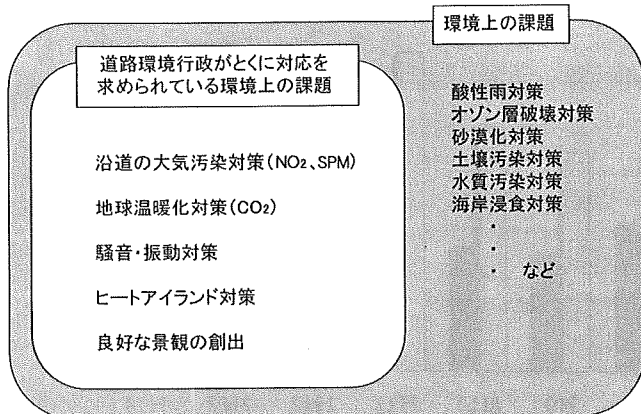 環境上の課題
道路環境行政がとくに対応を
求められている環境上の課題
沿道の大気汚染対策(NO2、SPM)
地球温暖化対策(CO2)
騒音・振動対策
ヒートアイランド対策
良好な景観の創出
酸性雨対策
オゾン層破壊対策
砂漠化対策
土壌汚染対策
水質汚染対策
海岸浸食対策
・
・
・ など